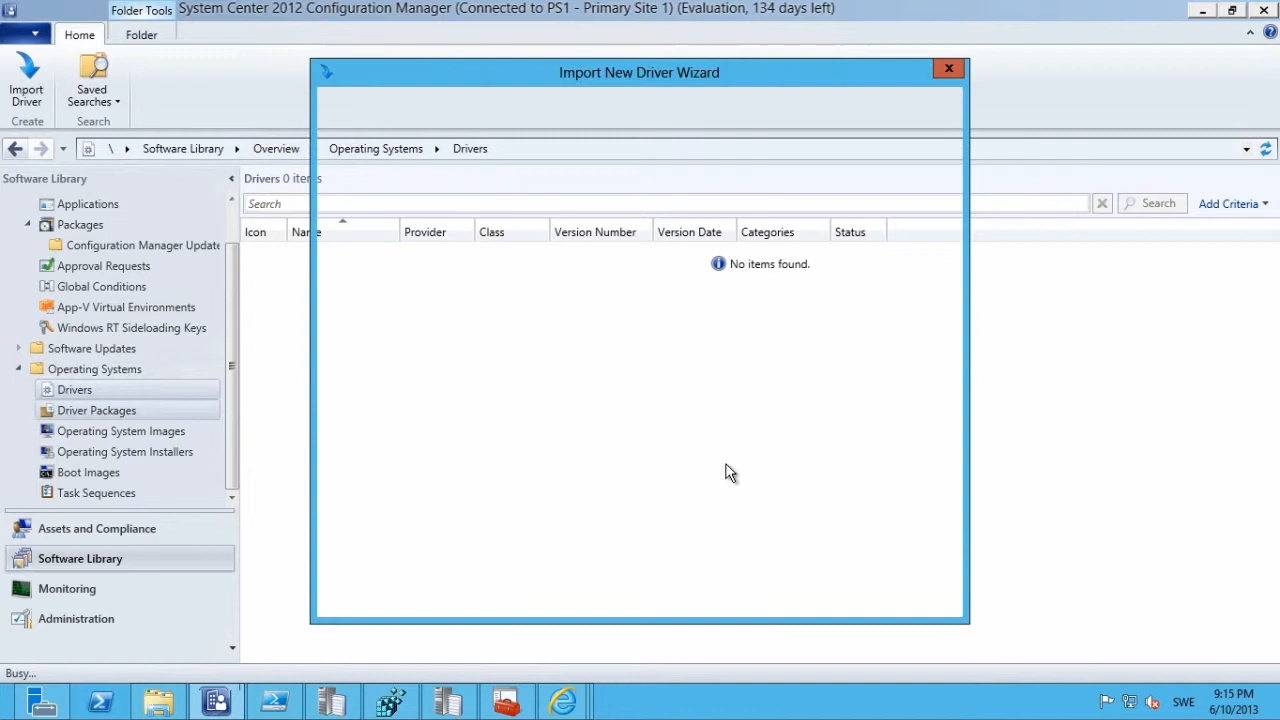 Folder Tools
System Center 2012 Configuration Manager (Connected to PS1 - Primary Site 1) (Evaluation, 134 days left)
Home
Folder
Import
Driver
Saved
Searches
Create
Search
Import New Driver Wizard
\ Software Library Overview Operating Systems Drivers
Software Library
Drivers 0 items
Search
Search
Add Criteria
Icon Name Provider Class Version Number Version Date Categories Status
No items found.
Applications
Packages
Configuration Manager Update
Approval Requests
Global Conditions
App-V Virtual Environments
Windows RT Sideloading Keys
Software Updates
Operating Systems
Drivers
Driver Packages
Operating System Images
Operating System Installers
Boot Images
Task Sequences
Assets and Compliance
Software Library
Monitoring
Administration
Busy...
SWE
9:15 PM
6/10/2013